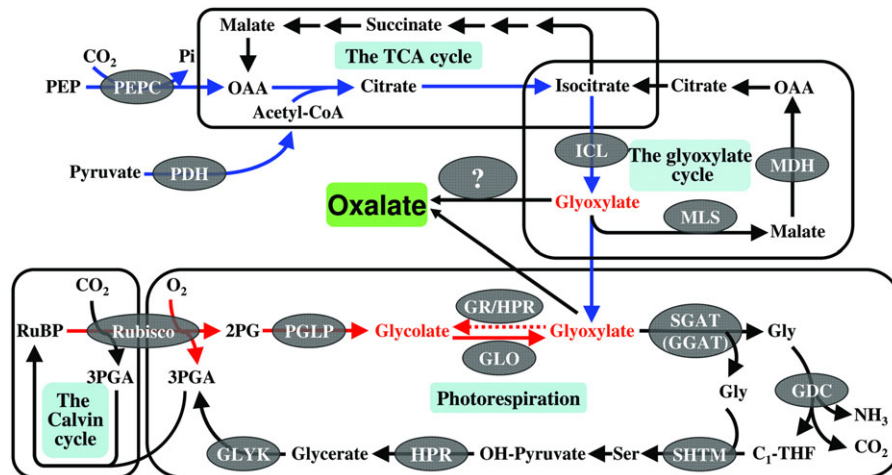 Malate
Succinate
CO2
Pi
The TCA cycle
PEP
PEPC
OAA
Citrate
Isocitrate
Citrate
OAA
Acetyl-CoA
ICL
The glyoxylate
cycle
Pyruvate
PDH
?
MDH
Oxalate
Glyoxylate
MLS
Malate
CO2
O2
GR/HPR
SGAT
(GGAT)
RuBP
Rubisco
2PG
PGLP
Glycolate
Glyoxylate
Gly
GLO
3PGA
3PGA
Gly
GDC
NH3
The
Calvin
cycle
Photorespiration
CO2
GLYK
Glycerate
HPR
OH-Pyruvate
Ser
SHTM
C1-THF